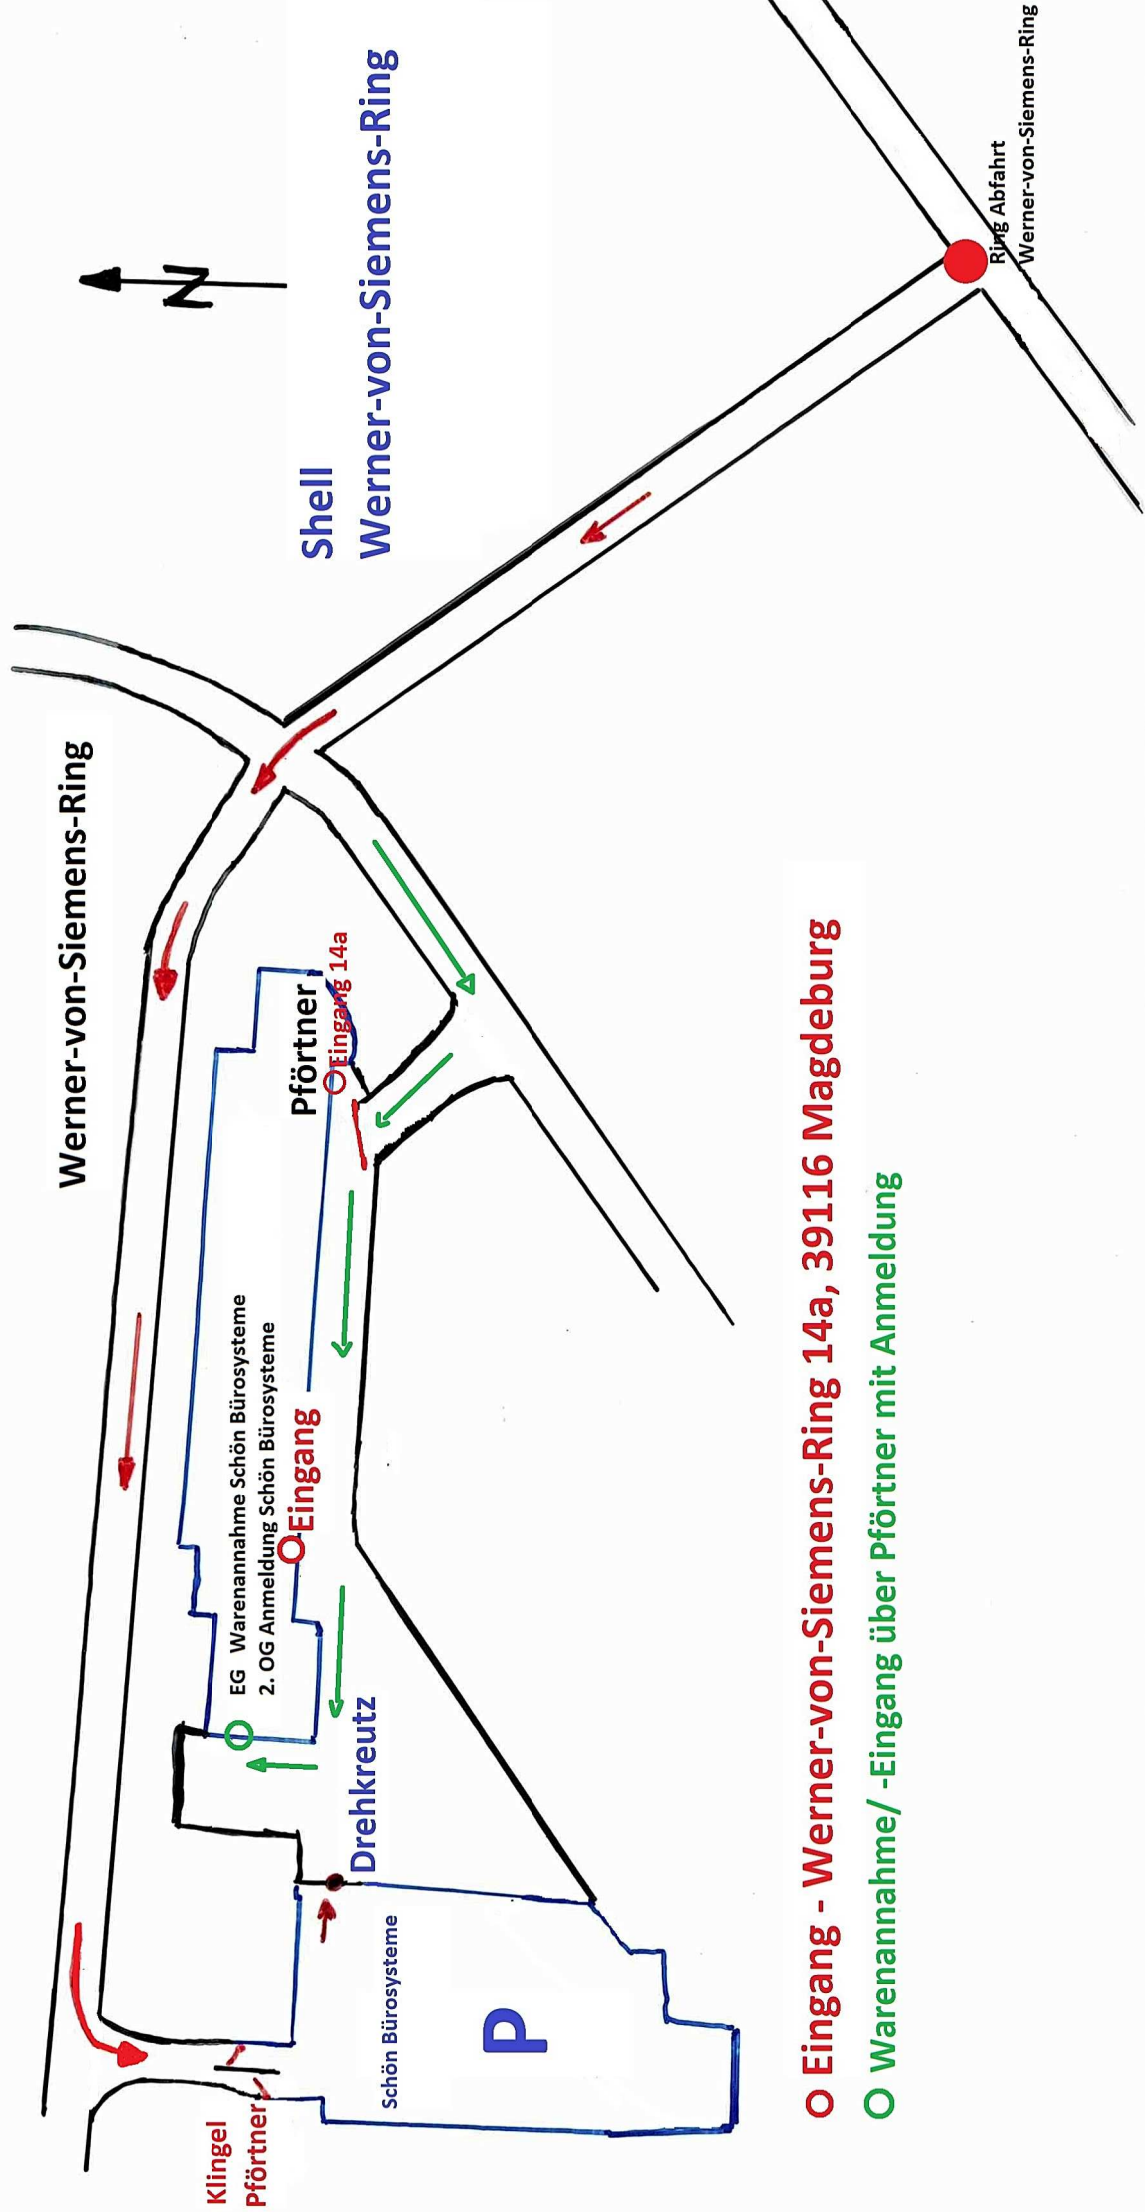 N
Shell
Werner-von-Siemens-Ring
Ring Abfahrt
Werner-von-Siemens-Ring
Werner-von-Siemens-Ring
Pförtner
Eingang 14a
EG Warenannahme Schön Bürosysteme
2. OG Anmeldung Schön Bürosysteme
Eingang
Drehkreutz
Schön Bürosysteme
P
Klingel
Pförtner
Eingang - Werner-von-Siemens-Ring 14a, 39116 Magdeburg
Warenannahme/ -Eingang über Pförtner mit Anmeldung